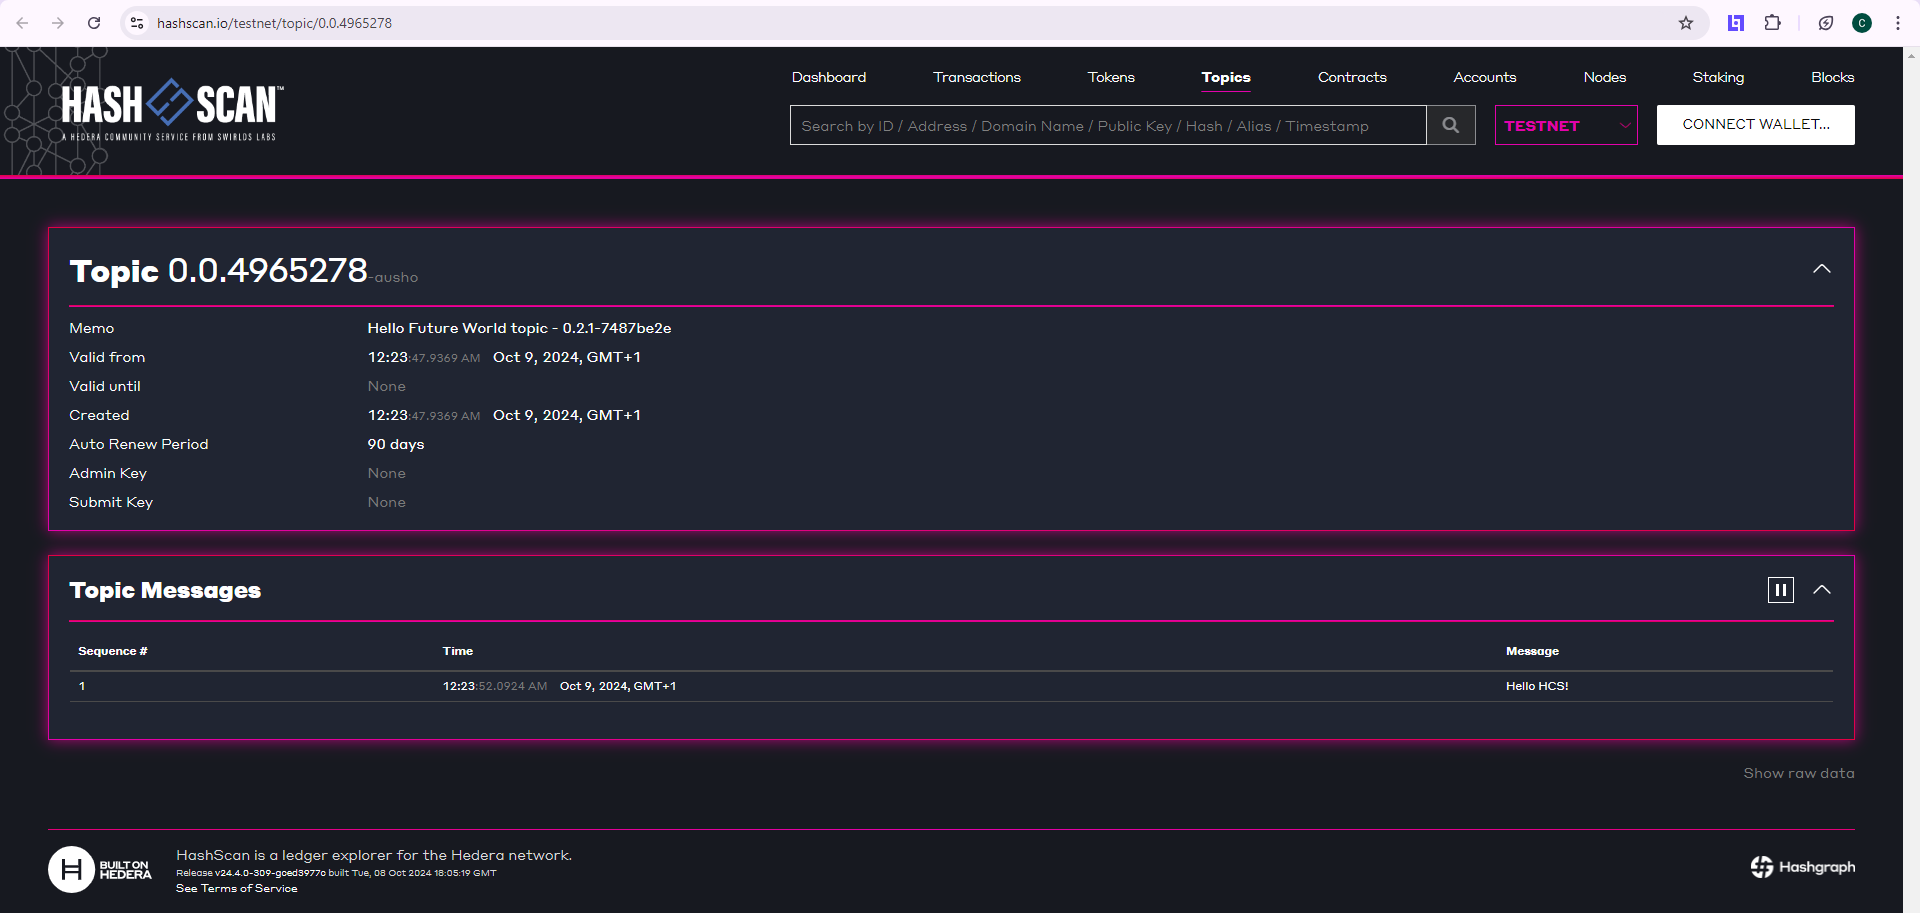 hashscan.io/testnet/topic/0.0.4965278
C
HASH SCAN™
A HEDERA COMMUNITY SERVICE FROM SWIRLDS LABS
Dashboard Transactions Tokens Topics Contracts Accounts Nodes Staking Blocks
Search by ID / Address / Domain Name / Public Key / Hash / Alias / Timestamp
TESTNET
CONNECT WALLET...
Topic 0.0.4965278-ausho
Memo Hello Future World topic - 0.2.1-7487be2e
Valid from 12:23:47.9369 AM Oct 9, 2024, GMT+1
Valid until None
Created 12:23:47.9369 AM Oct 9, 2024, GMT+1
Auto Renew Period 90 days
Admin Key None
Submit Key None
Topic Messages
Sequence # Time Message
1 12:23:52.0924 AM Oct 9, 2024, GMT+1 Hello HCS!
Show raw data
H BUILT ON
HEDERA
HashScan is a ledger explorer for the Hedera network.
Release v24.4.0-309-gced3977c built Tue, 08 Oct 2024 18:05:19 GMT
See Terms of Service
Hashgraph